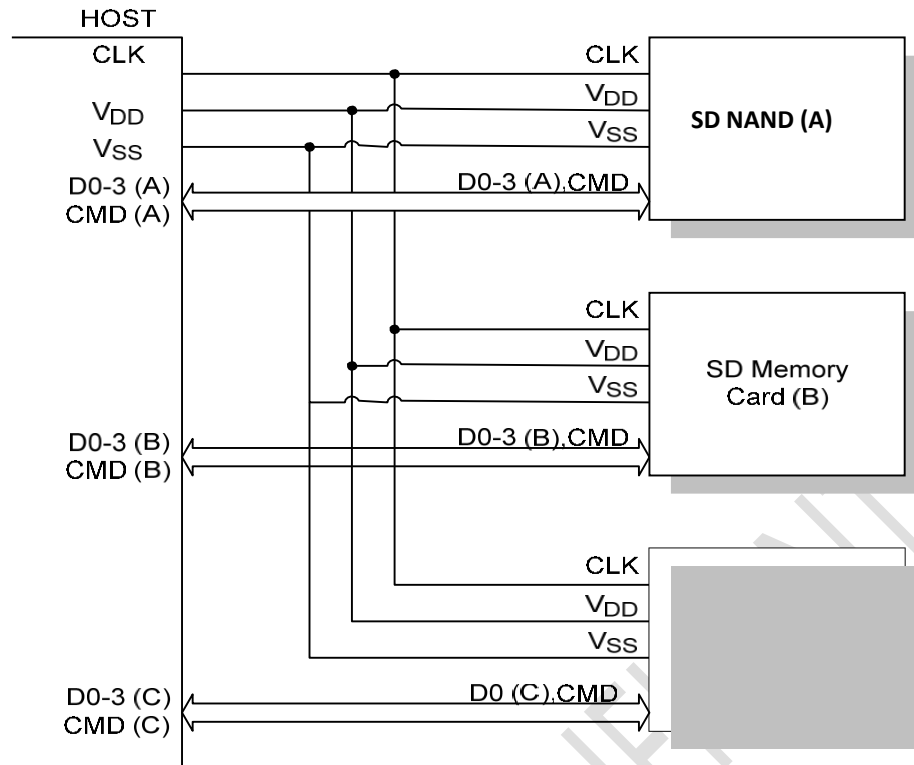 HOST
CLK
CLK
VDD
VDD
VSS
VSS
SD NAND (A)
D0-3 (A)
D0-3 (A),CMD
CMD (A)
CLK
VDD
VSS
SD Memory
Card (B)
D0-3 (B)
D0-3 (B),CMD
CMD (B)
CLK
VDD
VSS
D0-3 (C)
D0 (C),CMD
CMD (C)